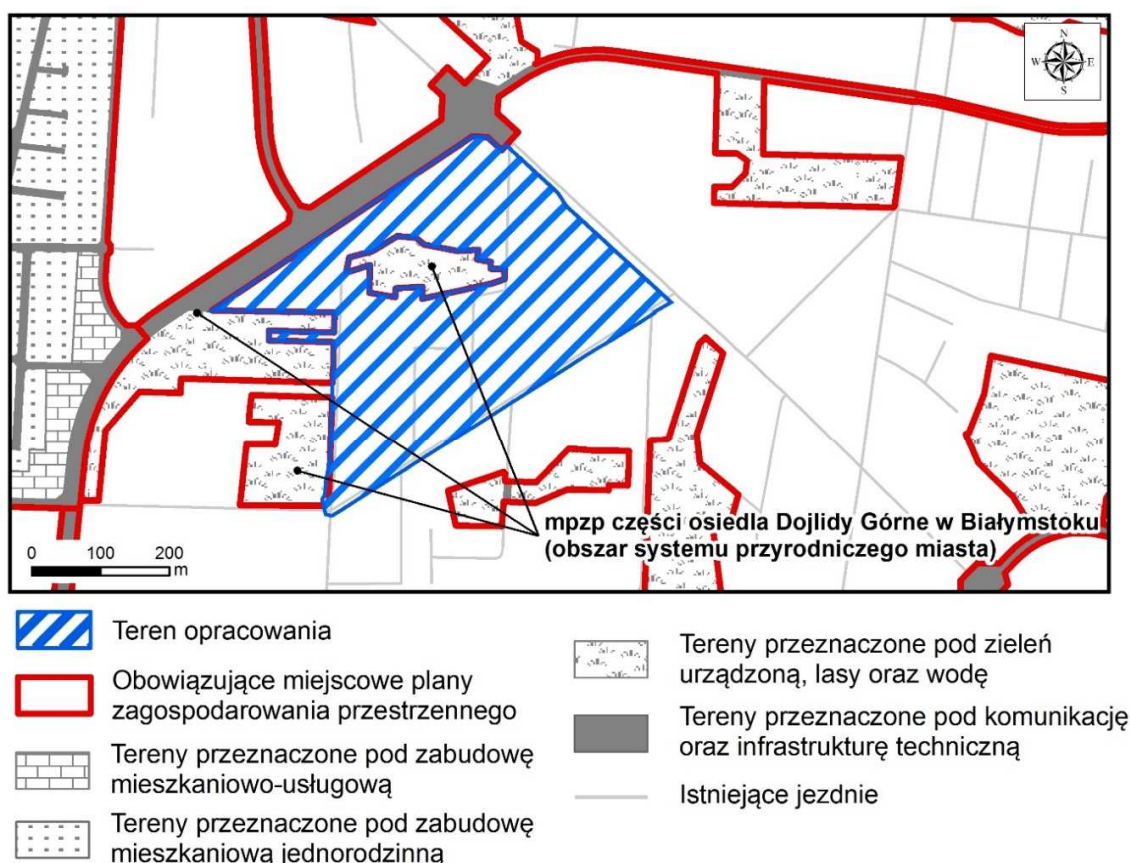 N
W E
S
mpzp części osiedla Dojlidy Górne w Białymstoku
(obszar systemu przyrodniczego miasta)
0 100 200
m
Teren opracowania
Obowiązujące miejscowe plany
zagospodarowania przestrzennego
Tereny przeznaczone pod zabudowę
mieszkaniowo-usługową
Tereny przeznaczone pod zabudowę
mieszkaniową jednorodzinną
Tereny przeznaczone pod zieleń
urządzoną, lasy oraz wodę
Tereny przeznaczone pod komunikację
oraz infrastrukturę techniczną
Istniejące jezdnie